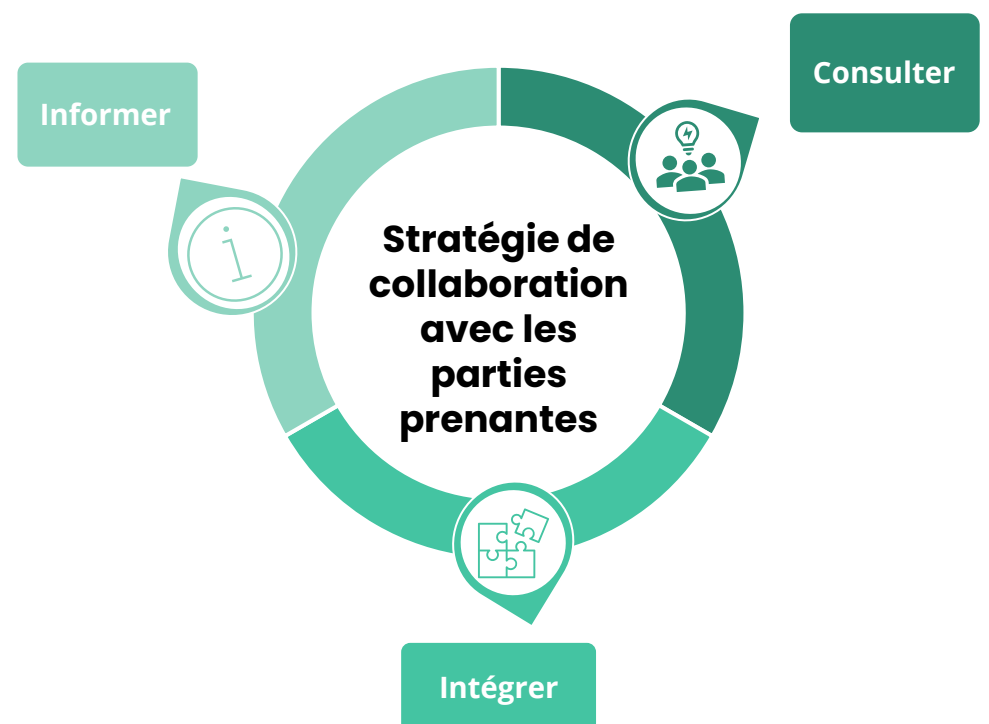 Consulter
Informer
Stratégie de
collaboration
avec les
parties
prenantes
Intégrer